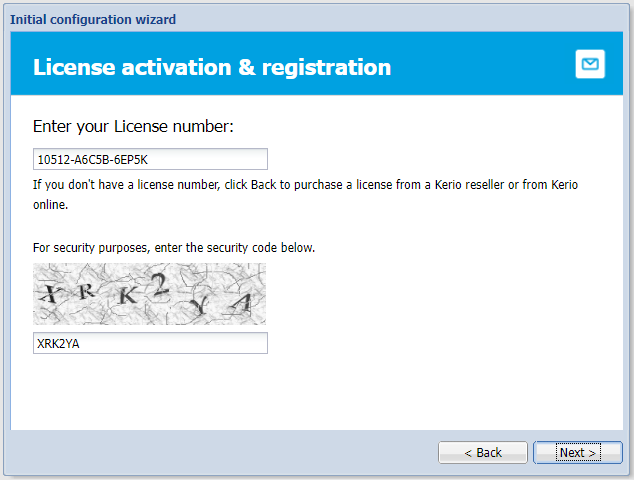 Initial configuration wizard
License activation & registration
Enter your License number:
10512-A6C5B-6EP5K
If you don't have a license number, click Back to purchase a license from a Kerio reseller or from Kerio
online.
For security purposes, enter the security code below.
XRK2YA
XRK2YA
< Back
Next >